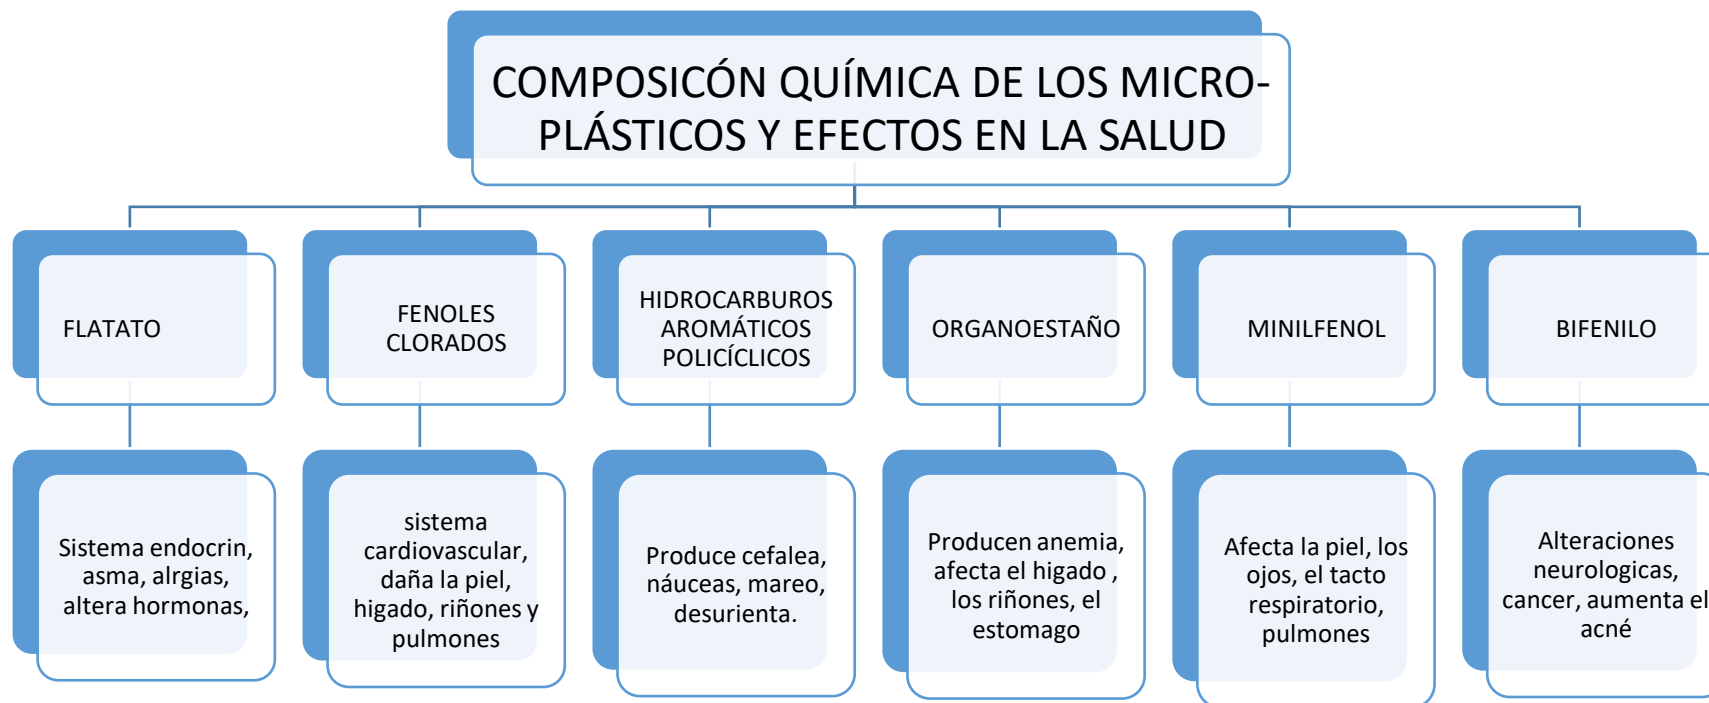 COMPOSICÓN QUÍMICA DE LOS MICRO-
PLÁSTICOS Y EFECTOS EN LA SALUD
FLATATO
FENOLES
CLORADOS
HIDROCARBUROS
AROMÁTICOS
POLICÍCLICOS
ORGANOESTAÑO
MINILFENOL
BIFENILO
Sistema endocrin,
asma, alrgias,
altera hormonas,
sistema
cardiovascular,
daña la piel,
higado, riñones y
pulmones
Produce cefalea,
náuceas, mareo,
desurienta.
Producen anemia,
afecta el higado ,
los riñones, el
estomago
Afecta la piel, los
ojos, el tacto
respiratorio,
pulmones
Alteraciones
neurologicas,
cancer, aumenta el
acné